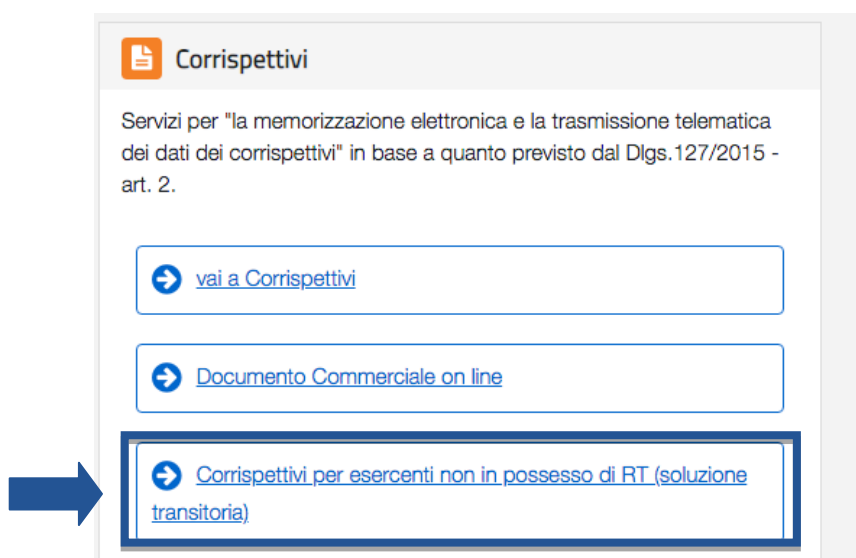 Corrispettivi
Servizi per "la memorizzazione elettronica e la trasmissione telematica
dei dati dei corrispettivi" in base a quanto previsto dal Dlgs.127/2015 -
art. 2.
vai a Corrispettivi
Documento Commerciale on line
Corrispettivi per esercenti non in possesso di RT (soluzione
transitoria)